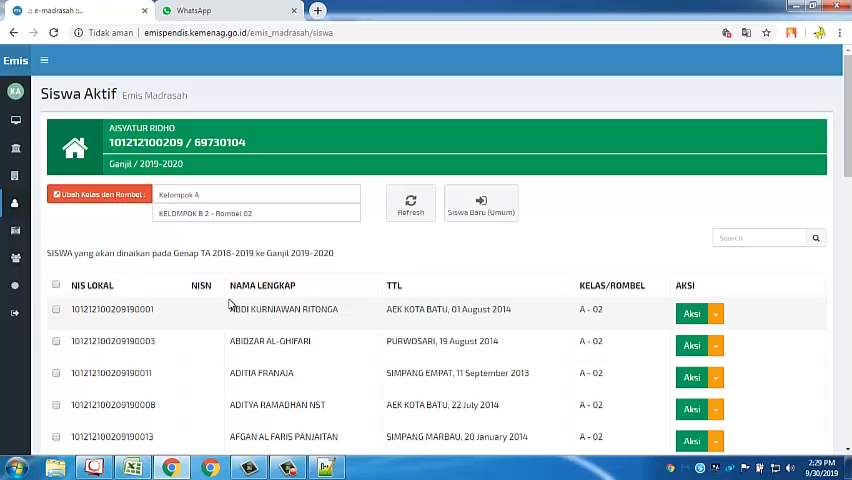 .:: e-madrasah ::.
WhatsApp
Tidak aman
emispendis.kemenag.go.id/emis_madrasah/siswa
Emis
KA
Siswa Aktif Emis Madrasah
AISYATUR RIDHO
101212100209 / 69730104
Ganjil / 2019-2020
Ubah Kelas dan Rombel :
Kelompok A
KELOMPOK B 2 - Rombel 02
Refresh
Siswa Baru (Umum)
Search
SISWA yang akan dinaikan pada Genap TA 2018-2019 ke Ganjil 2019-2020
NIS LOKAL NISN NAMA LENGKAP TTL KELAS/ROMBEL AKSI
101212100209190001 ABDI KURNIAWAN RITONGA AEK KOTA BATU, 01 August 2014 A - 02 Aksi
101212100209190003 ABIDZAR AL-GHIFARI PURWOSARI, 19 August 2014 A - 02 Aksi
101212100209190011 ADITIA FRANAJA SIMPANG EMPAT, 11 September 2013 A - 02 Aksi
101212100209190008 ADITYA RAMADHAN NST AEK KOTA BATU, 22 July 2014 A - 02 Aksi
101212100209190013 AFGAN AL FARIS PANJAITAN SIMPANG MARBAU, 20 January 2014 A - 02 Aksi
2:29 PM
9/30/2019